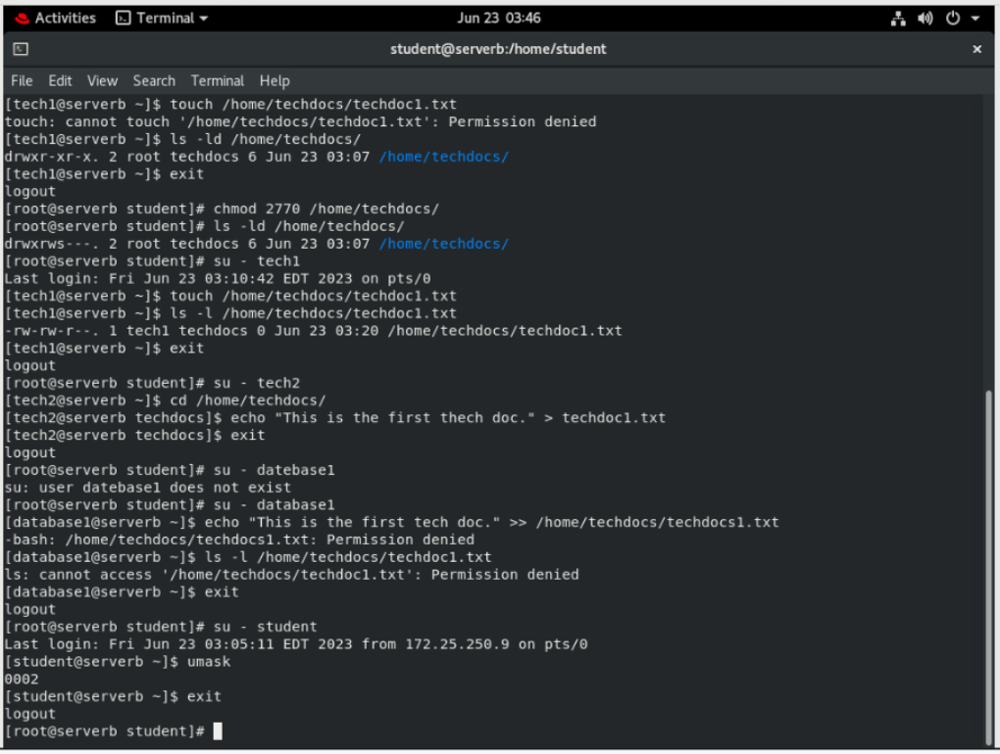 Activities Terminal Jun 23 03:46
student@serverb:/home/student ×
File Edit View Search Terminal Help
[tech1@serverb ~]$ touch /home/techdocs/techdoc1.txt
touch: cannot touch '/home/techdocs/techdoc1.txt': Permission denied
[tech1@serverb ~]$ ls -ld /home/techdocs/
drwxr-xr-x. 2 root techdocs 6 Jun 23 03:07 /home/techdocs/
[tech1@serverb ~]$ exit
logout
[root@serverb student]# chmod 2770 /home/techdocs/
[root@serverb student]# ls -ld /home/techdocs/
drwxrws---. 2 root techdocs 6 Jun 23 03:07 /home/techdocs/
[root@serverb student]# su - tech1
Last login: Fri Jun 23 03:10:42 EDT 2023 on pts/0
[tech1@serverb ~]$ touch /home/techdocs/techdoc1.txt
[tech1@serverb ~]$ ls -l /home/techdocs/techdoc1.txt
-rw-rw-r--. 1 tech1 techdocs 0 Jun 23 03:20 /home/techdocs/techdoc1.txt
[tech1@serverb ~]$ exit
logout
[root@serverb student]# su - tech2
[tech2@serverb ~]$ cd /home/techdocs/
[tech2@serverb techdocs]$ echo "This is the first thech doc." > techdoc1.txt
[tech2@serverb techdocs]$ exit
logout
[root@serverb student]# su - datebase1
su: user datebase1 does not exist
[root@serverb student]# su - database1
[database1@serverb ~]$ echo "This is the first tech doc." >> /home/techdocs/techdocs1.txt
-bash: /home/techdocs/techdocs1.txt: Permission denied
[database1@serverb ~]$ ls -l /home/techdocs/techdoc1.txt
ls: cannot access '/home/techdocs/techdoc1.txt': Permission denied
[database1@serverb ~]$ exit
logout
[root@serverb student]# su - student
Last login: Fri Jun 23 03:05:11 EDT 2023 from 172.25.250.9 on pts/0
[student@serverb ~]$ umask
0002
[student@serverb ~]$ exit
logout
[root@serverb student]#